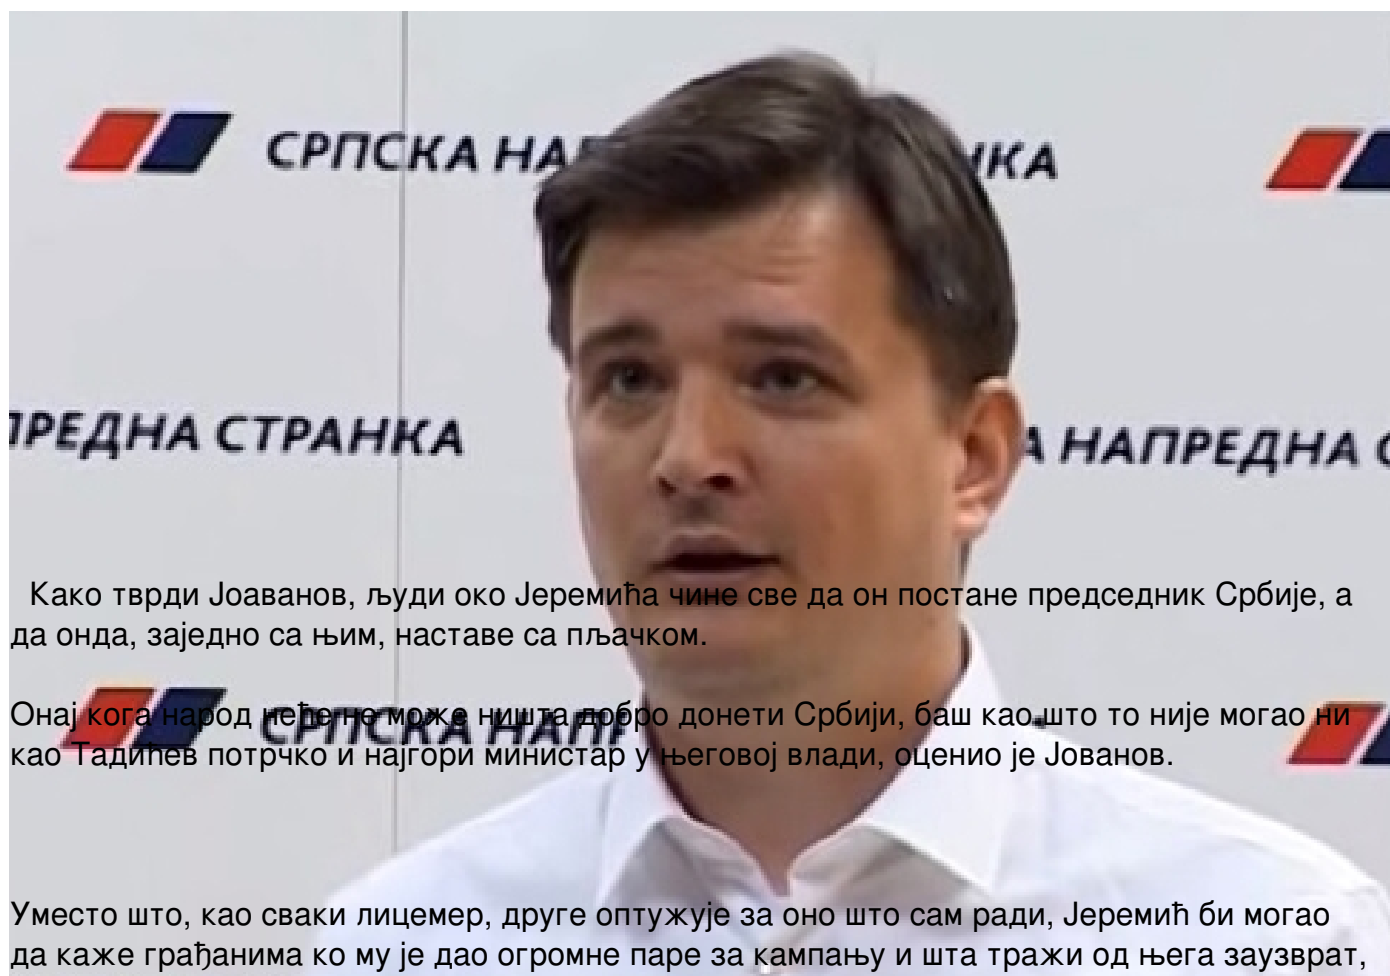 СРПСКА НА КА
ПРЕДНА СТРАНКА
А НАПРЕДНА С
Како тврди Јоаванов, људи око Јеремића чине све да он постане председник Србије, а
да онда, заједно са њим, наставе са пљачком.
СРПСКА НАПР
Онај кога народ неће не може ништа добро донети Србији, баш као што то није могао ни
као Тадићев потрчко и најгори министар у његовој влади, оценио је Јованов.
Уместо што, као сваки лицемер, друге оптужује за оно што сам ради, Јеремић би могао
да каже грађанима ко му је дао огромне паре за кампању и шта тражи од њега заузврат,